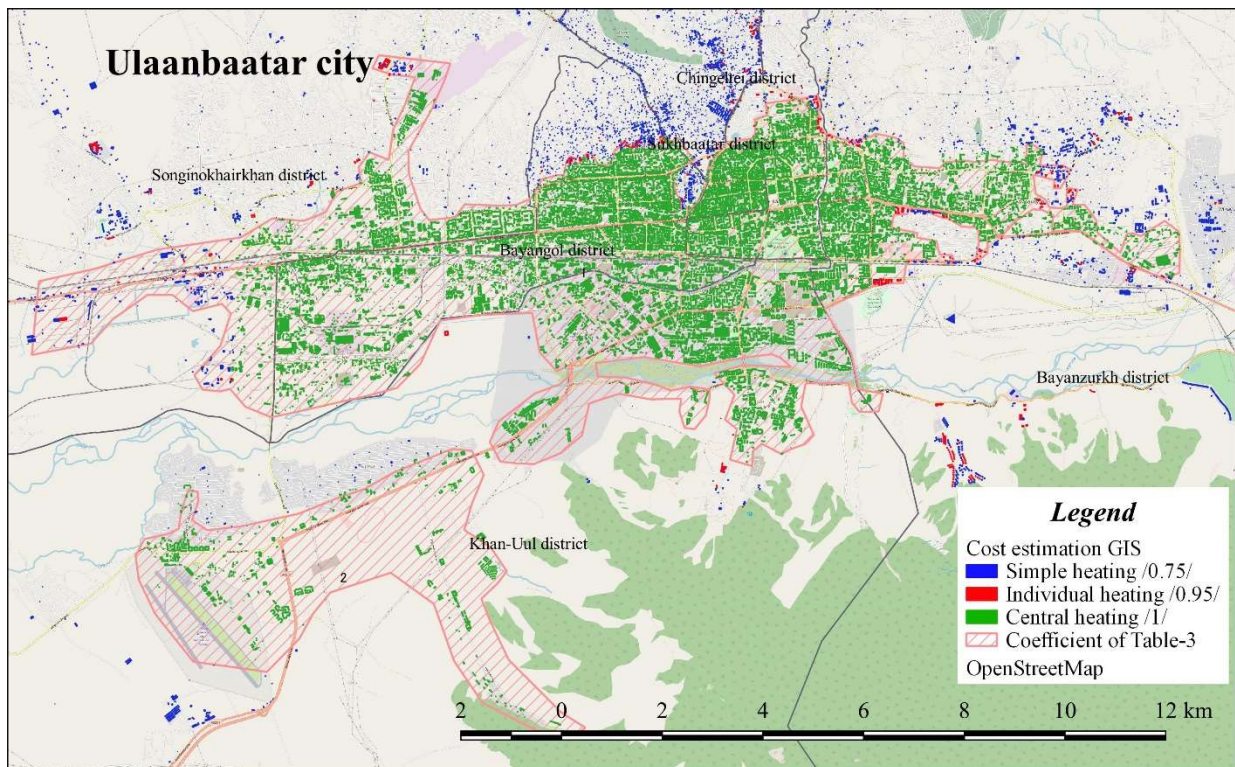 Ulaanbaatar city
Chingeltei district
Sukhbaatar district
Songinokhairkhan district
Bayangol district
1
Bayanzurkh district
Khan-Uul district
2
Legend
Cost estimation GIS
Simple heating /0.75/
Individual heating /0.95/
Central heating /1/
Coefficient of Table-3
OpenStreetMap
2 0 2 4 6 8 10 12 km